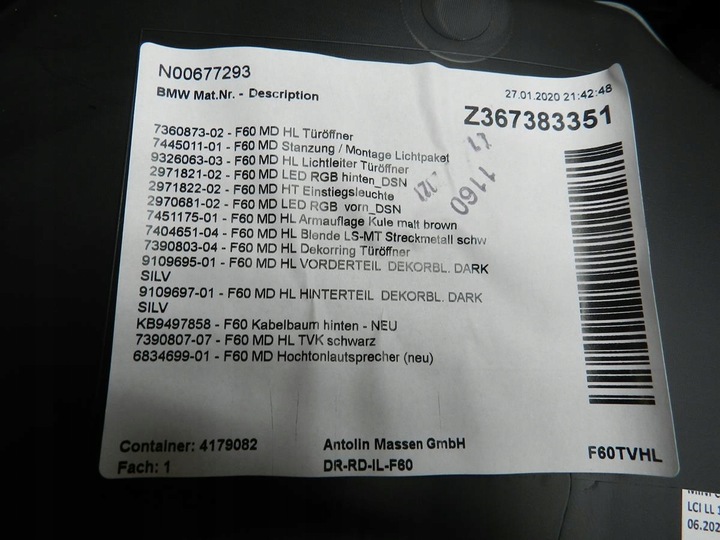 N00677293
27.01.2020 21:42:48
BMW Mat.Nr. - Description
Z367383351
7360873-02 - F60 MD HL Türöffner
7445011-01 - F60 MD Stanzung / Montage Lichtpaket
9326063-03 - F60 MD HL Lichtleiter Türöffner
2971821-02 - F60 MD LED RGB hinten_DSN
2971822-02 - F60 MD HT Einstiegsleuchte
2970681-02 - F60 MD LED RGB vorn_DSN
7451175-01 - F60 MD HL Armauflage Kule malt brown
7404651-04 - F60 MD HL Blende LS-MT Streckmetall schw
7390803-04 - F60 MD HL Dekorring Türöffner
9109695-01 - F60 MD HL VORDERTEIL DEKORBL. DARK
SILV
9109697-01 - F60 MD HL HINTERTEIL DEKORBL. DARK
SILV
KB9497858 - F60 Kabelbaum hinten - NEU
7390807-07 - F60 MD HL TVK schwarz
6834699-01 - F60 MD Hochtonlautsprecher (neu)
1160
Container: 4179082
Antolin Massen GmbH
F60TVHL
Fach: 1
DR-RD-IL-F60
LCI LL
06.202